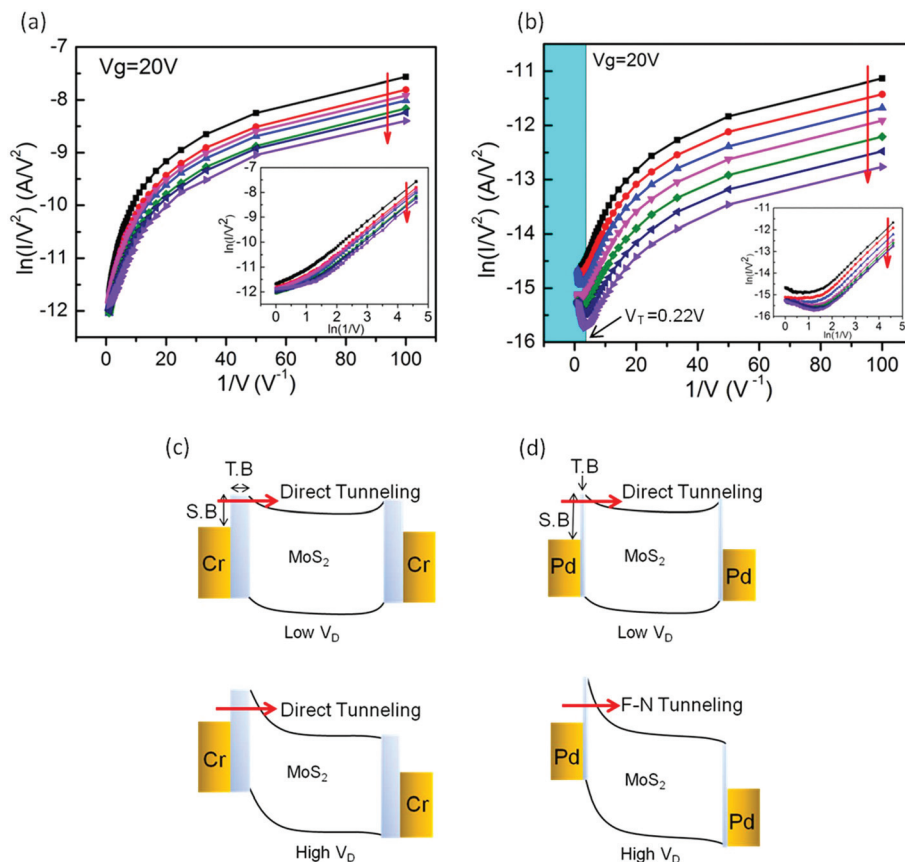 (a)
Vg=20V
ln(I/V²) (A/V²)
-7
-8
-9
-10
-11
-12
0 20 40 60 80 100
1/V (V⁻¹)
ln(I/V²)
-7
-8
-9
-10
-11
-12
0 1 2 3 4 5
ln(1/V)
(b)
Vg=20V
ln(I/V²) (A/V²)
-11
-12
-13
-14
-15
-16
V_T=0.22V
0 20 40 60 80 100
1/V (V⁻¹)
ln(I/V²)
-11
-12
-13
-14
-15
-16
0 1 2 3 4 5
ln(1/V)
(c)
T.B
Direct Tunneling
S.B
Cr
MoS₂
Cr
Low V_D
Direct Tunneling
Cr
MoS₂
Cr
High V_D
(d)
T.B
Direct Tunneling
S.B
Pd
MoS₂
Pd
Low V_D
F-N Tunneling
Pd
MoS₂
Pd
High V_D